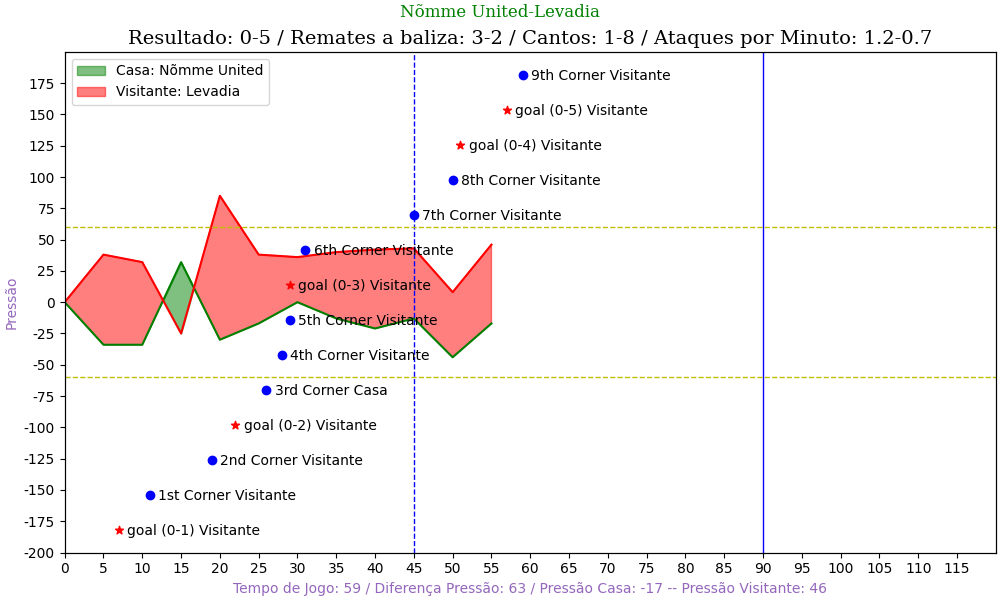 Nõmme United-Levadia
Resultado: 0-5 / Remates a baliza: 3-2 / Cantos: 1-8 / Ataques por Minuto: 1.2-0.7
Casa: Nõmme United
Visitante: Levadia
9th Corner Visitante
goal (0-5) Visitante
goal (0-4) Visitante
8th Corner Visitante
7th Corner Visitante
6th Corner Visitante
goal (0-3) Visitante
5th Corner Visitante
4th Corner Visitante
3rd Corner Casa
goal (0-2) Visitante
2nd Corner Visitante
1st Corner Visitante
goal (0-1) Visitante
Pressão
175
150
125
100
75
50
25
0
-25
-50
-75
-100
-125
-150
-175
-200
0 5 10 15 20 25 30 35 40 45 50 55 60 65 70 75 80 85 90 95 100 105 110 115
Tempo de Jogo: 59 / Diferença Pressão: 63 / Pressão Casa: -17 -- Pressão Visitante: 46